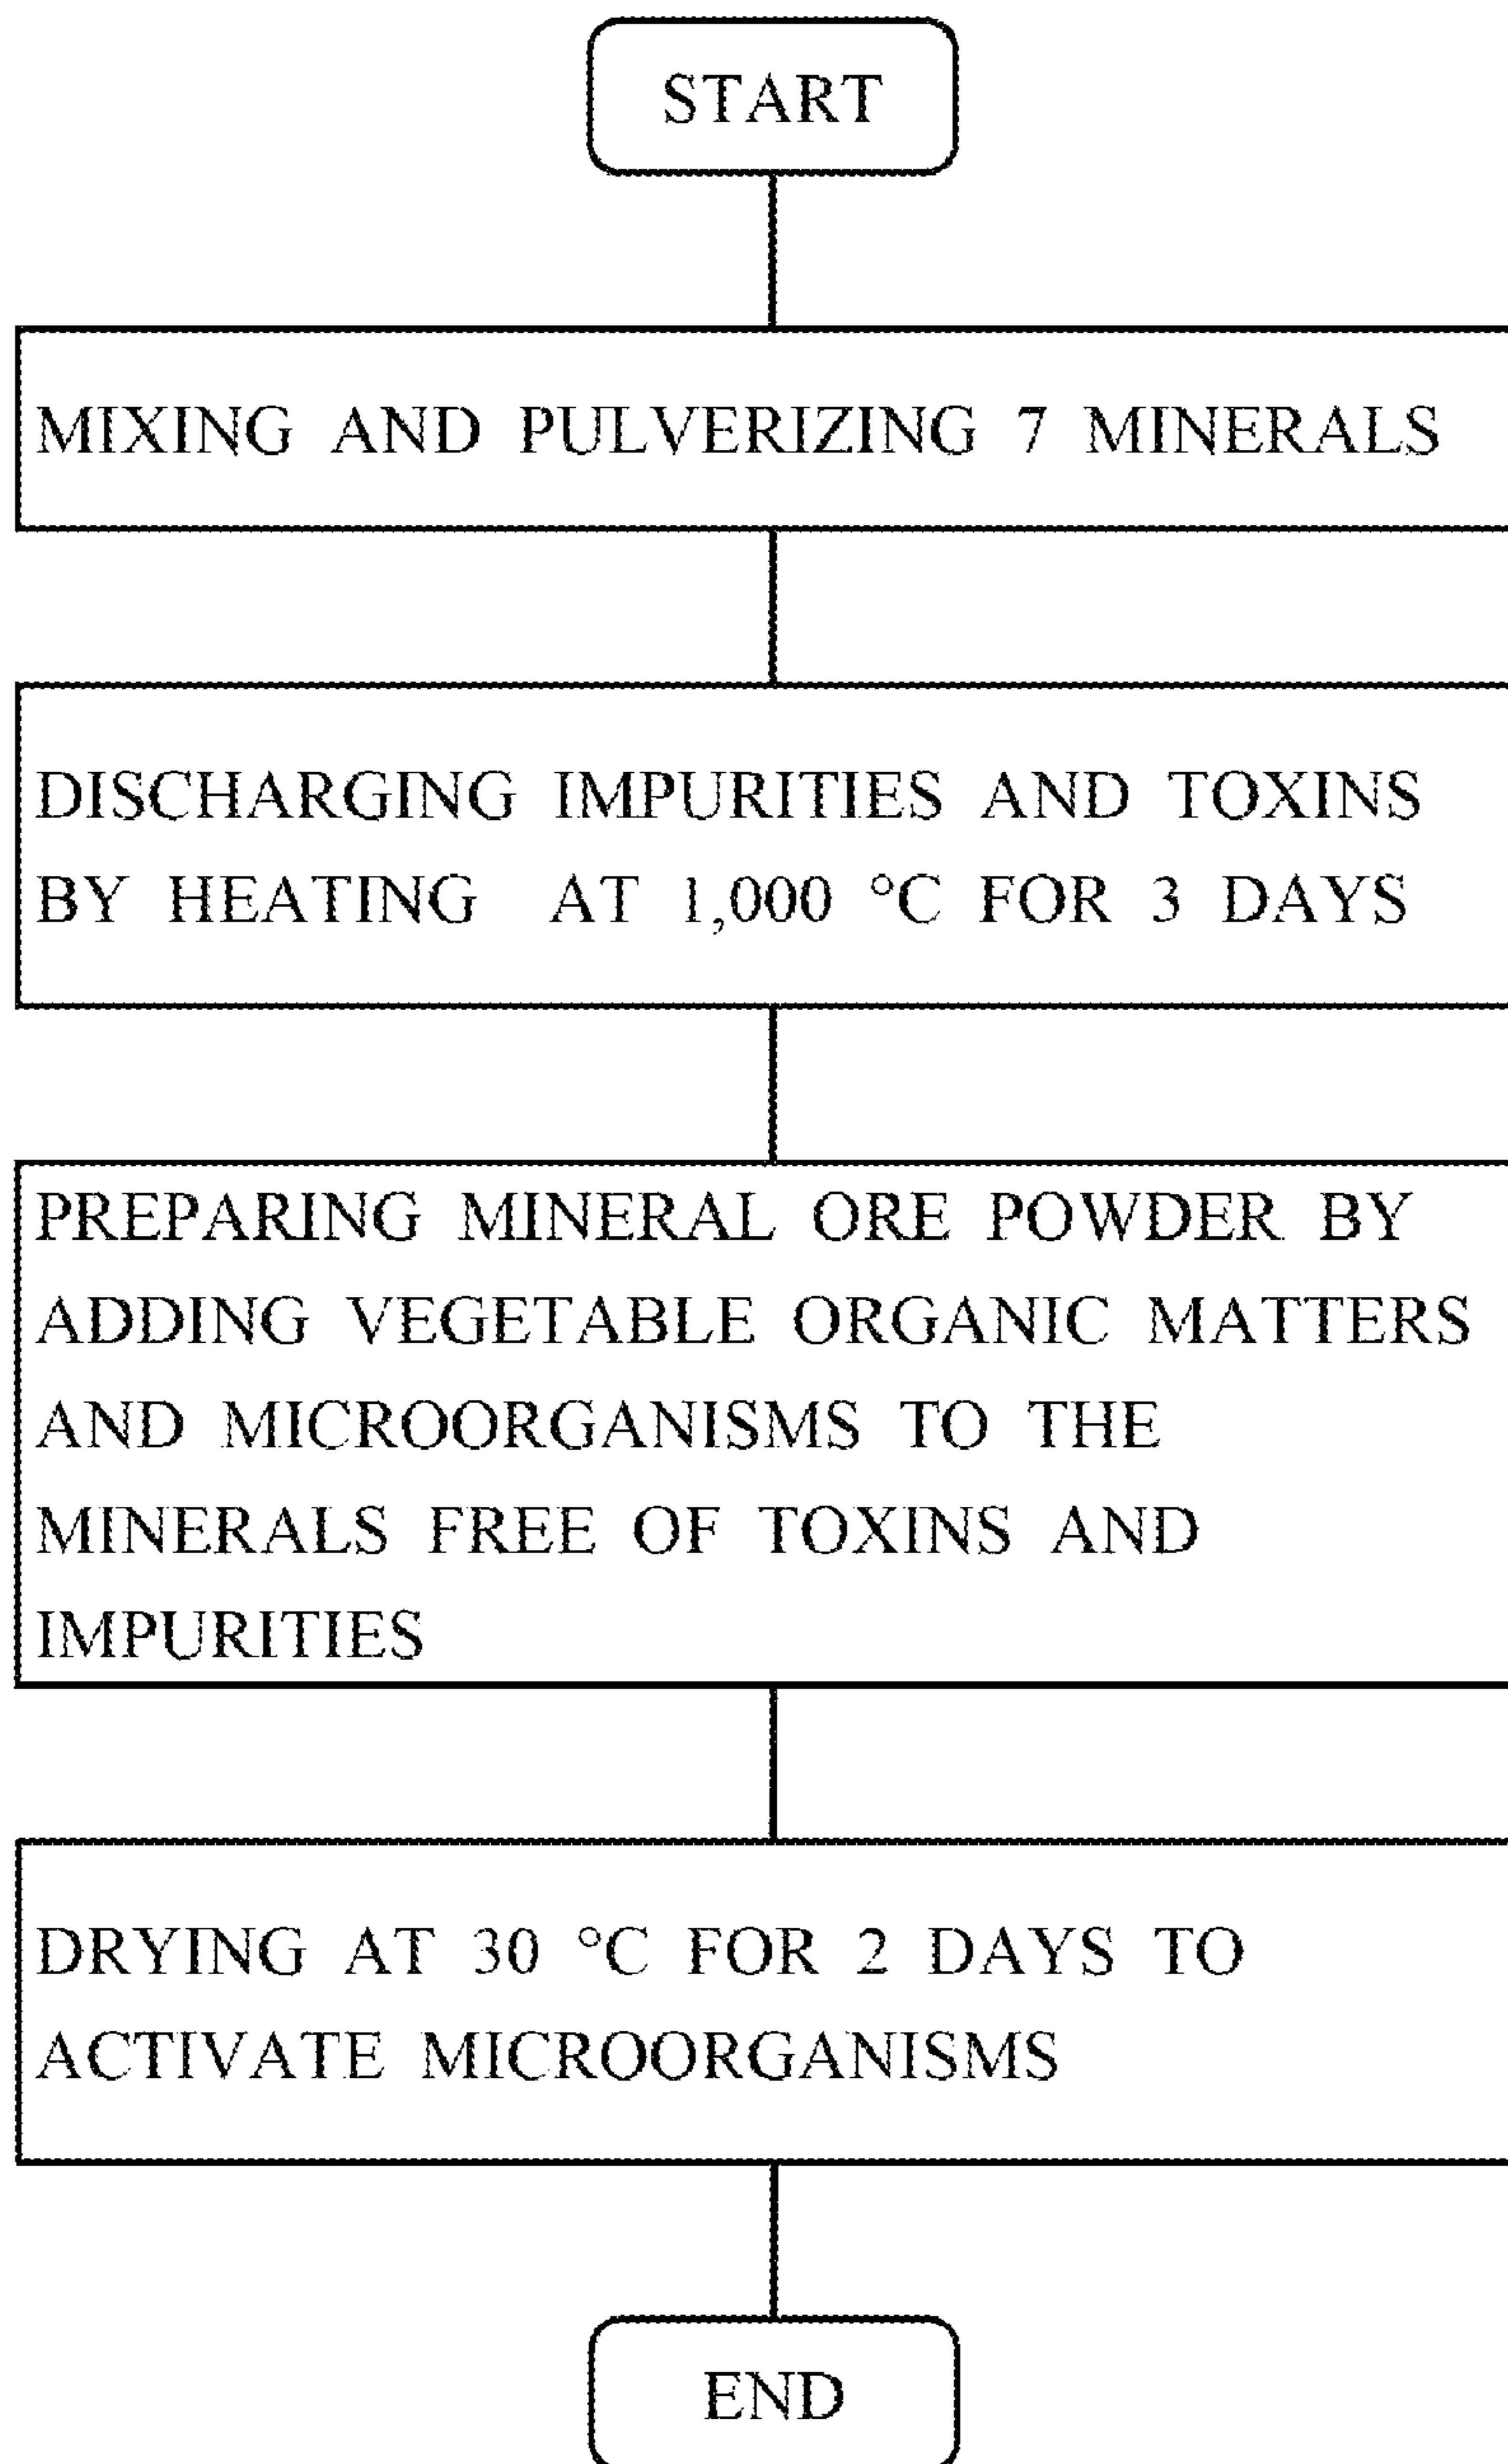 START
MIXING AND PULVERIZING 7 MINERALS
DISCHARGING IMPURITIES AND TOXINS
BY HEATING AT 1,000 °C FOR 3 DAYS
PREPARING MINERAL ORE POWDER BY
ADDING VEGETABLE ORGANIC MATTERS
AND MICROORGANISMS TO THE
MINERALS FREE OF TOXINS AND
IMPURITIES
DRYING AT 30 °C FOR 2 DAYS TO
ACTIVATE MICROORGANISMS
END